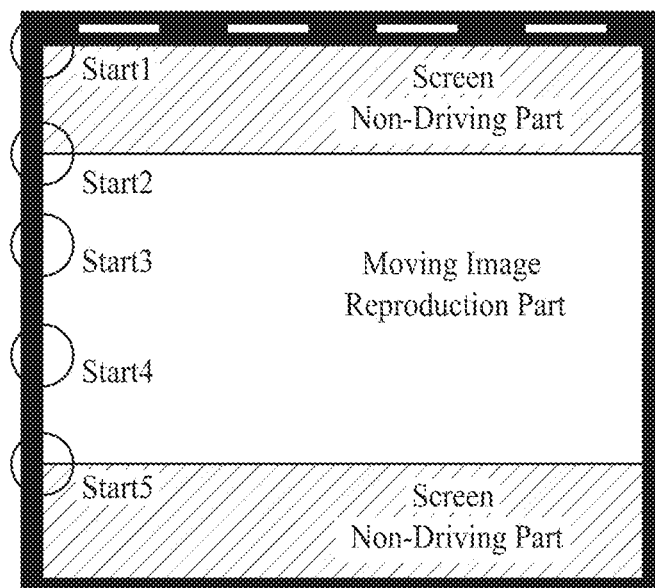 Start1
Screen
Non-Driving Part
Start2
Start3
Moving Image
Reproduction Part
Start4
Start5
Screen
Non-Driving Part